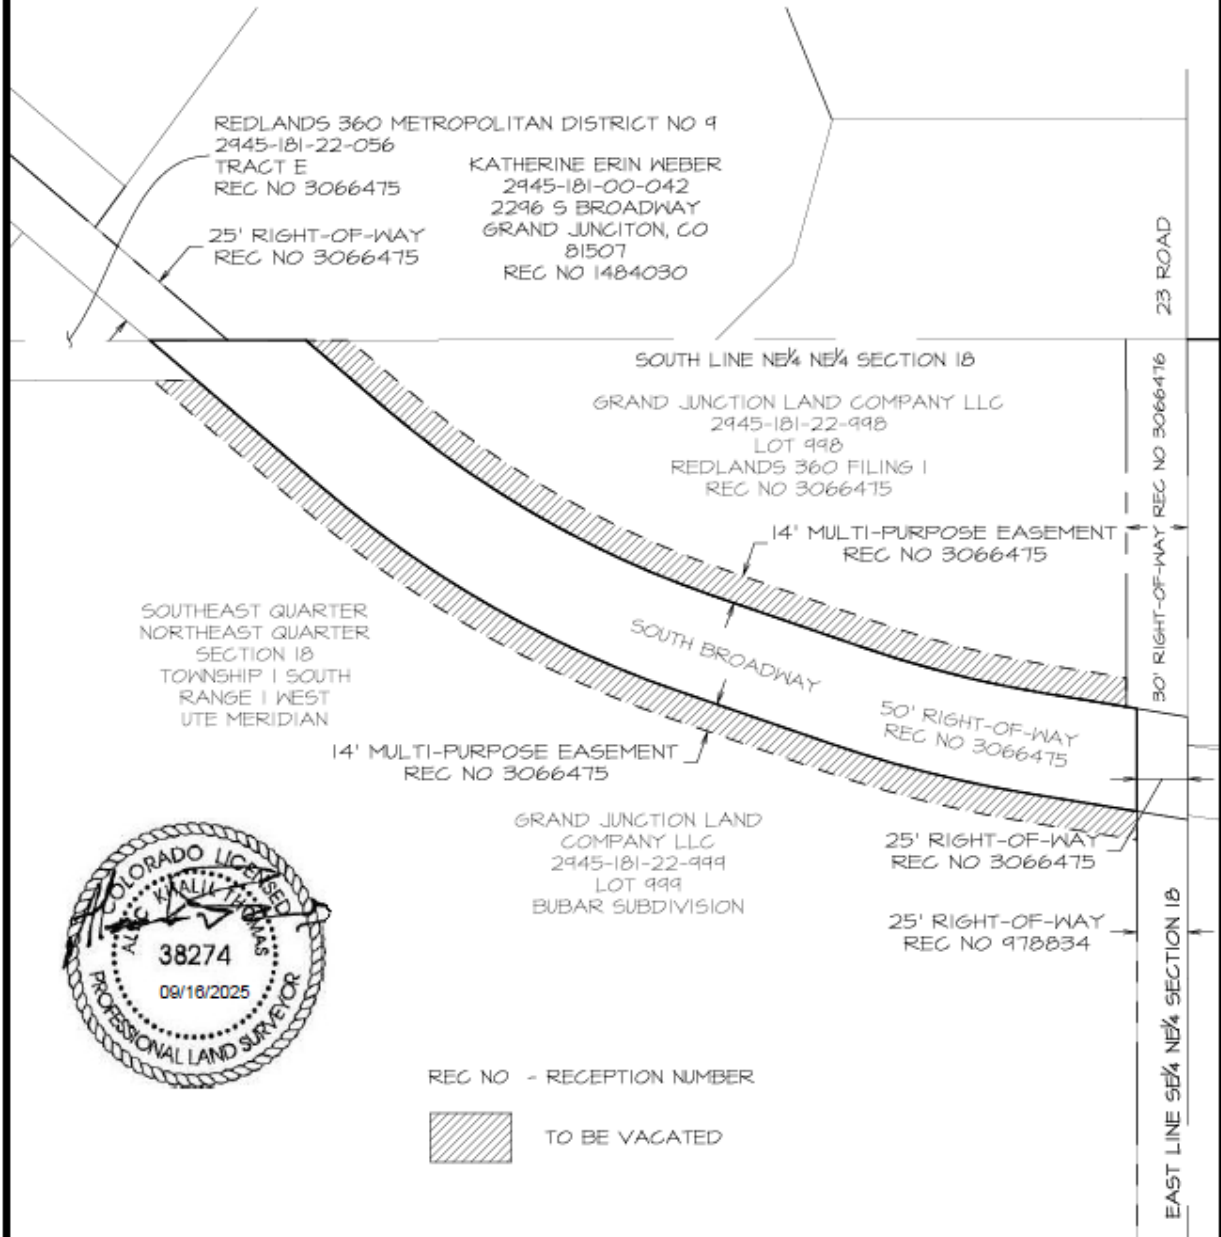 REDLANDS 360 METROPOLITAN DISTRICT NO 9
2945-181-22-056
TRACT E
REC NO 3066475
KATHERINE ERIN WEBER
2945-181-00-042
2296 S BROADWAY
GRAND JUNCITON, CO
81507
REC NO 1484030
25' RIGHT-OF-WAY
REC NO 3066475
23 ROAD
SOUTH LINE NE¼ NE¼ SECTION 18
GRAND JUNCTION LAND COMPANY LLC
2945-181-22-998
LOT 998
REDLANDS 360 FILING 1
REC NO 3066475
30' RIGHT-OF-WAY REC NO 3066476
14' MULTI-PURPOSE EASEMENT
REC NO 3066475
SOUTHEAST QUARTER
NORTHEAST QUARTER
SECTION 18
TOWNSHIP 1 SOUTH
RANGE 1 WEST
UTE MERIDIAN
SOUTH BROADWAY
50' RIGHT-OF-WAY
REC NO 3066475
14' MULTI-PURPOSE EASEMENT
REC NO 3066475
GRAND JUNCTION LAND
COMPANY LLC
2945-181-22-999
LOT 999
BUBAR SUBDIVISION
25' RIGHT-OF-WAY
REC NO 3066475
25' RIGHT-OF-WAY
REC NO 978834
EAST LINE SE¼ NE¼ SECTION 18
COLORADO LICENSED
ALEC KHALIL THOMAS
38274
09/16/2025
PROFESSIONAL LAND SURVEYOR
REC NO - RECEPTION NUMBER
TO BE VACATED